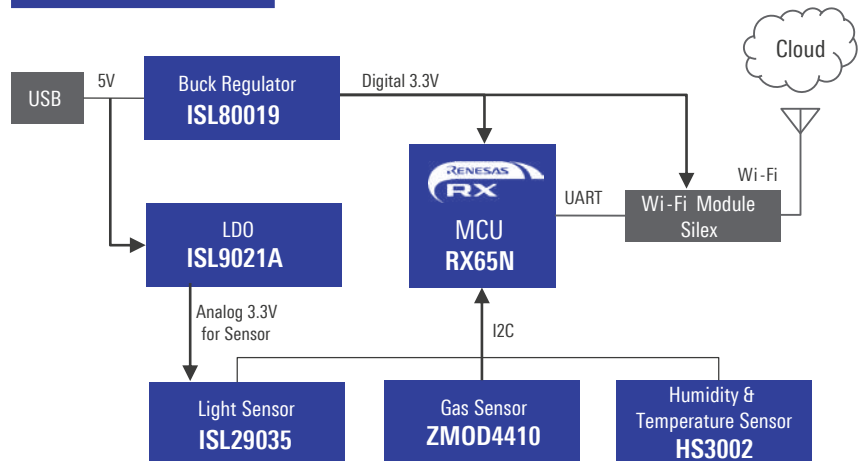 Cloud
USB
5V
Buck Regulator
ISL80019
Digital 3.3V
RENESAS
RX
MCU
RX65N
UART
Wi-Fi
Wi-Fi Module
Silex
LDO
ISL9021A
Analog 3.3V
for Sensor
I2C
Light Sensor
ISL29035
Gas Sensor
ZMOD4410
Humidity &
Temperature Sensor
HS3002